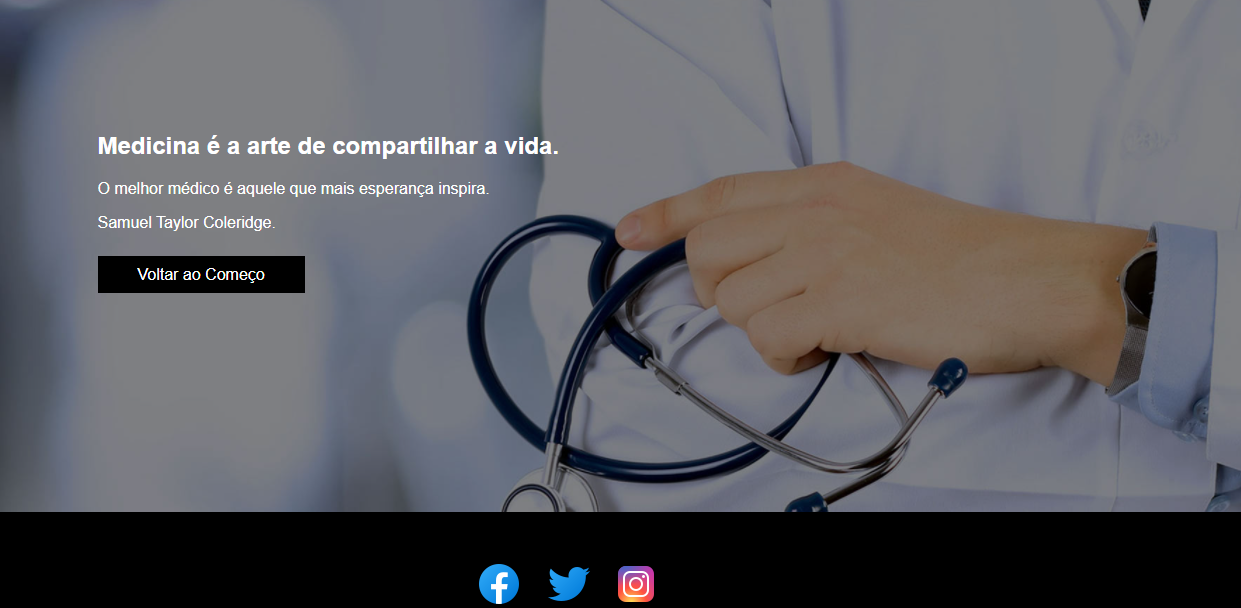 Medicina é a arte de compartilhar a vida.
O melhor médico é aquele que mais esperança inspira.
Samuel Taylor Coleridge.
Voltar ao Começo